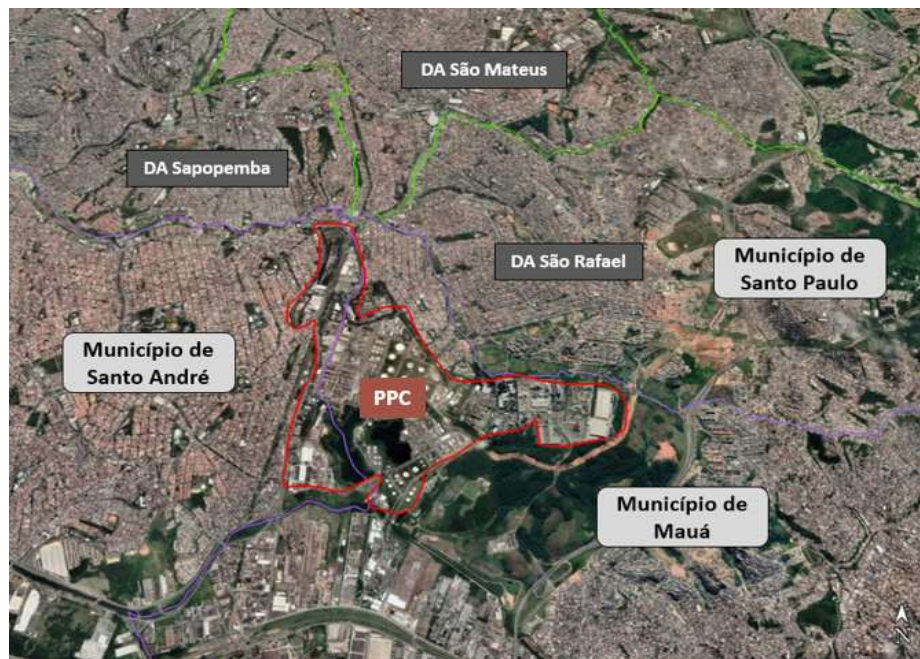 DA São Mateus
DA Sapopemba
DA São Rafael
Município de
Santo Paulo
Município de
Santo André
PPC
Município de
Mauá
N